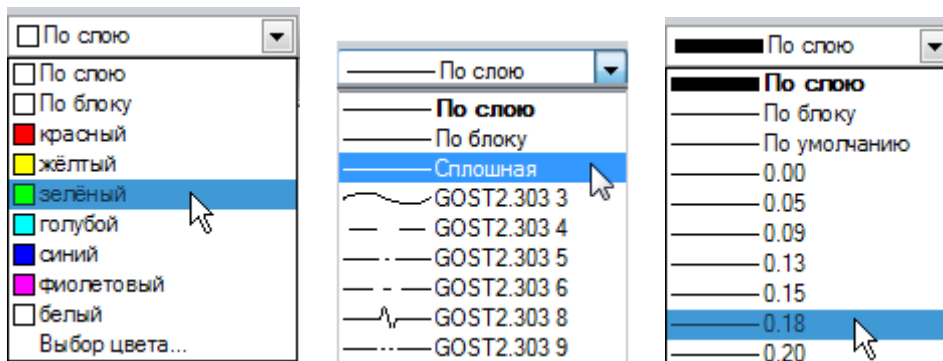 По слою
По слою
По блоку
красный
жёлтый
зелёный
голубой
синий
фиолетовый
белый
Выбор цвета...
По слою
По слою
По блоку
Сплошная
GOST2.303 3
GOST2.303 4
GOST2.303 5
GOST2.303 6
GOST2.303 8
GOST2.303 9
По слою
По слою
По блоку
По умолчанию
0.00
0.05
0.09
0.13
0.15
0.18
0.20